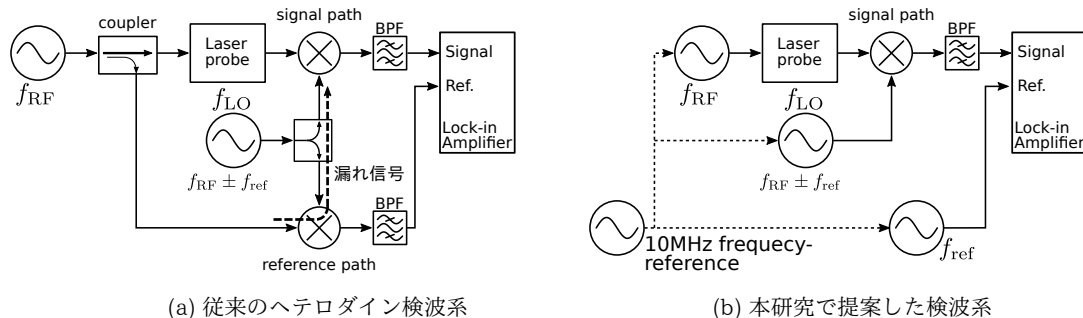 signal path
coupler
BPF
Laser
probe
Signal
Ref.
Lock-in
Amplifier
f_RF
f_LO
f_RF ± f_ref
漏れ信号
BPF
reference path
(a) 従来のヘテロダイン検波系
signal path
BPF
Laser
probe
Signal
Ref.
Lock-in
Amplifier
f_RF
f_LO
f_RF ± f_ref
10MHz frequecy-
reference
f_ref
(b) 本研究で提案した検波系